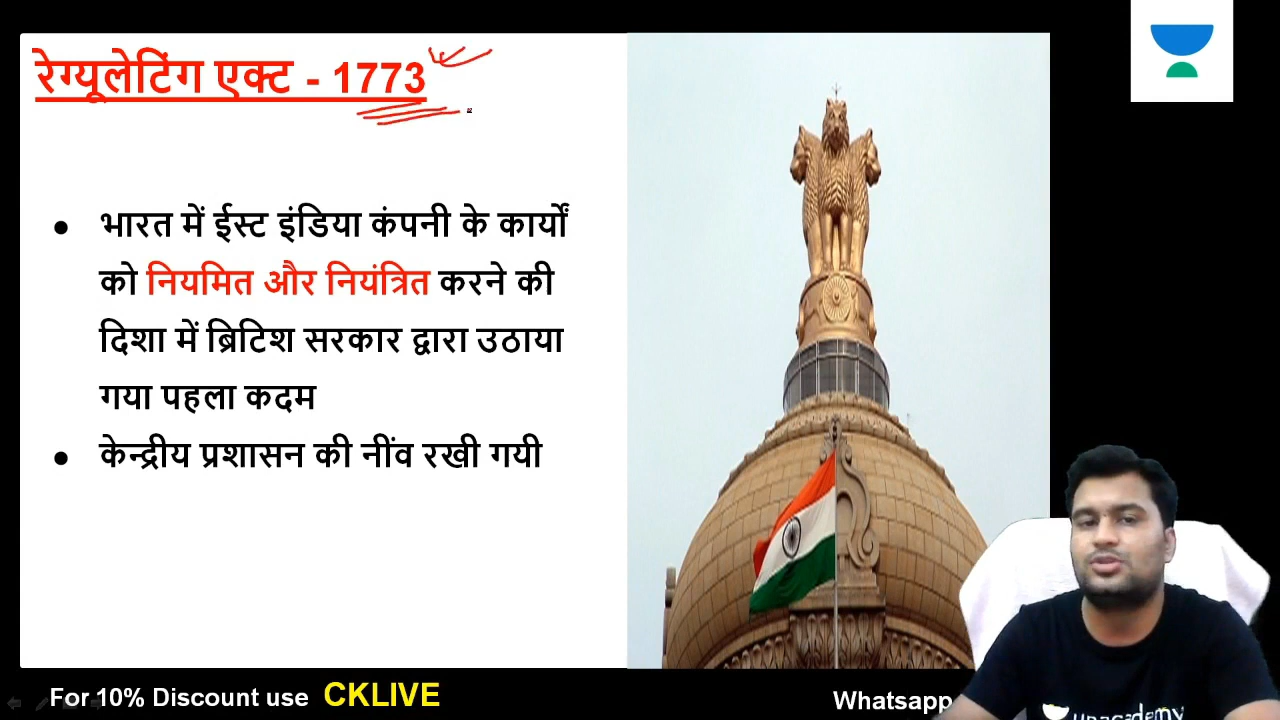 रेग्यूलेटिंग एक्ट - 1773
भारत में ईस्ट इंडिया कंपनी के कार्यों
को नियमित और नियंत्रित करने की
दिशा में ब्रिटिश सरकार द्वारा उठाया
गया पहला कदम
केन्द्रीय प्रशासन की नींव रखी गयी
For 10% Discount use CKLIVE
Whatsapp
unacademy